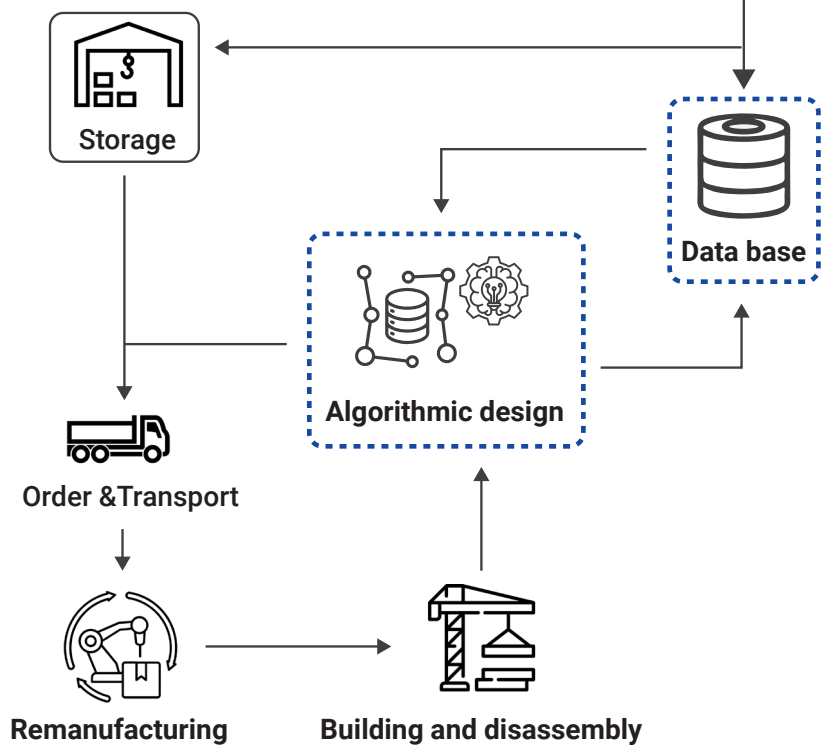 Storage
Data base
Algorithmic design
Order &Transport
Remanufacturing
Building and disassembly